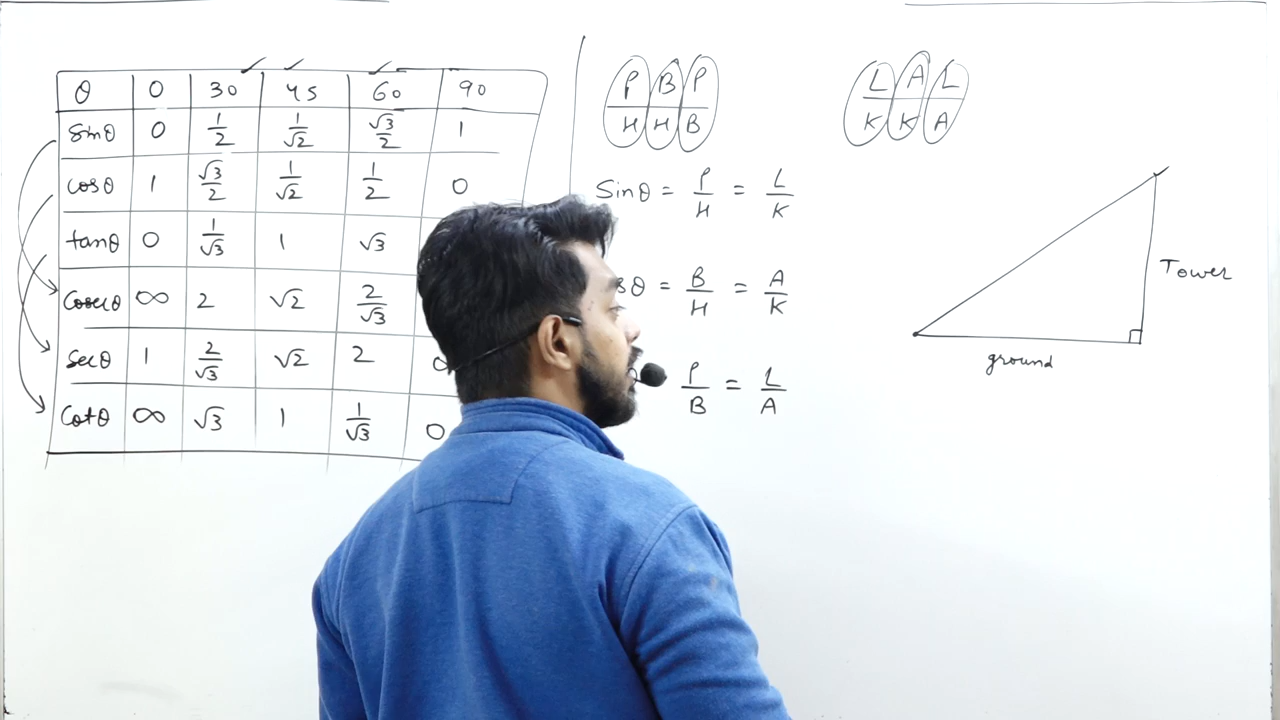 θ 0 30 45 60 90
sinθ 0 1/2 1/√2 √3/2 1
cosθ 1 √3/2 1/√2 1/2 0
tanθ 0 1/√3 1 √3
Cosecθ ∞ 2 √2 2/√3
secθ 1 2/√3 √2 2
Cotθ ∞ √3 1 1/√3 0
P B P
H H B
L A L
K K A
Sinθ = P/H = L/K
sθ = B/H = A/K
P/B = L/A
Tower
ground